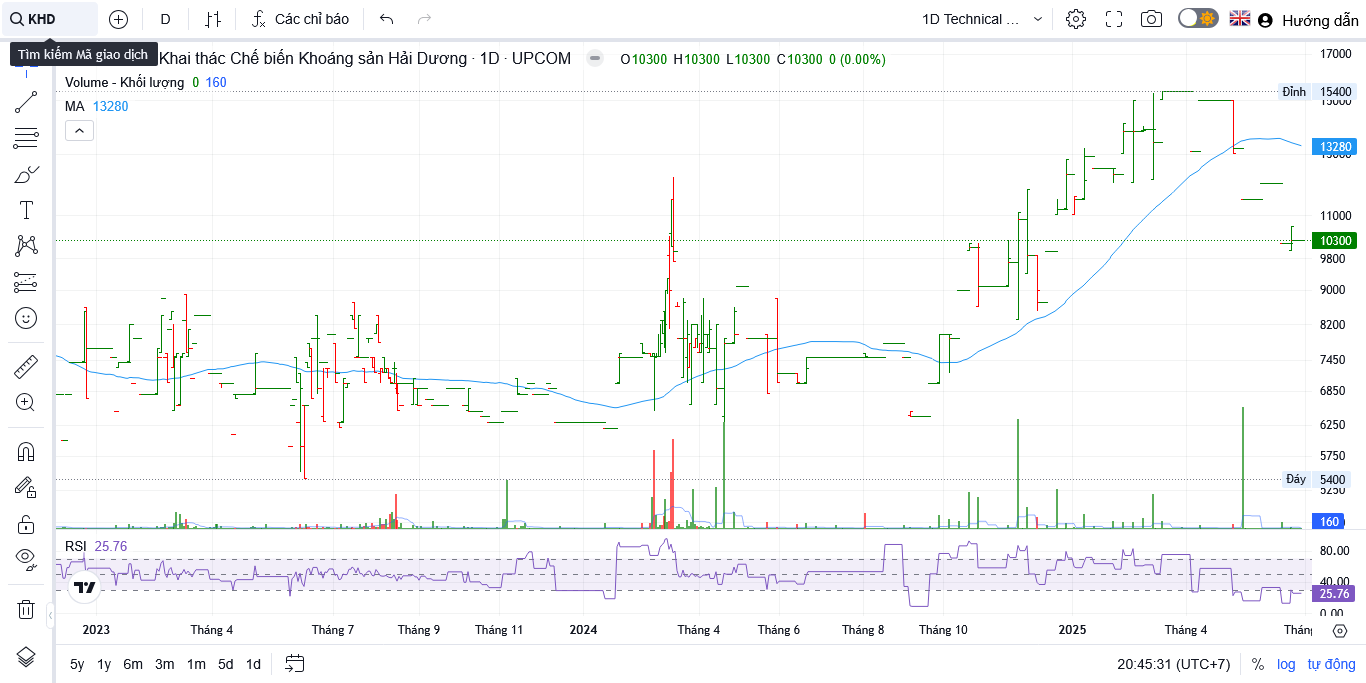 KHD D Các chỉ báo 1D Technical ... Hướng dẫn
Tìm kiếm Mã giao dịch Khai thác Chế biến Khoáng sản Hải Dương · 1D · UPCOM O10300 H10300 L10300 C10300 0 (0.00%)
Volume - Khối lượng 0 160
MA 13280
17000
Đỉnh 15400
15000
13280
13000
11000
10300
9800
9000
8200
7450
6850
6250
5750
Đáy 5400
5250
160
RSI 25.76
80.00
40.00
25.76
0.00
2023 Tháng 4 Tháng 7 Tháng 9 Tháng 11 2024 Tháng 4 Tháng 6 Tháng 8 Tháng 10 2025 Tháng 4
5y 1y 6m 3m 1m 5d 1d 20:45:31 (UTC+7) % log tự động